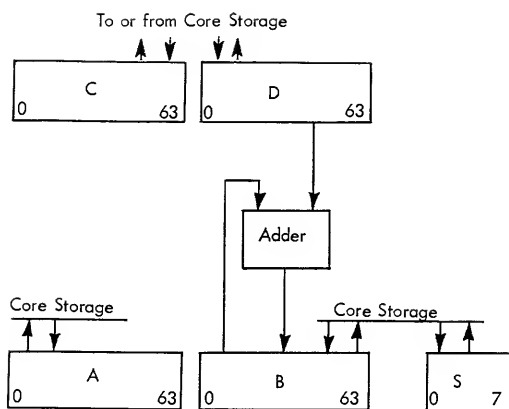 To or from Core Storage
C
0 63
D
0 63
Adder
Core Storage
Core Storage
A
0 63
B
0 63
S
0 7